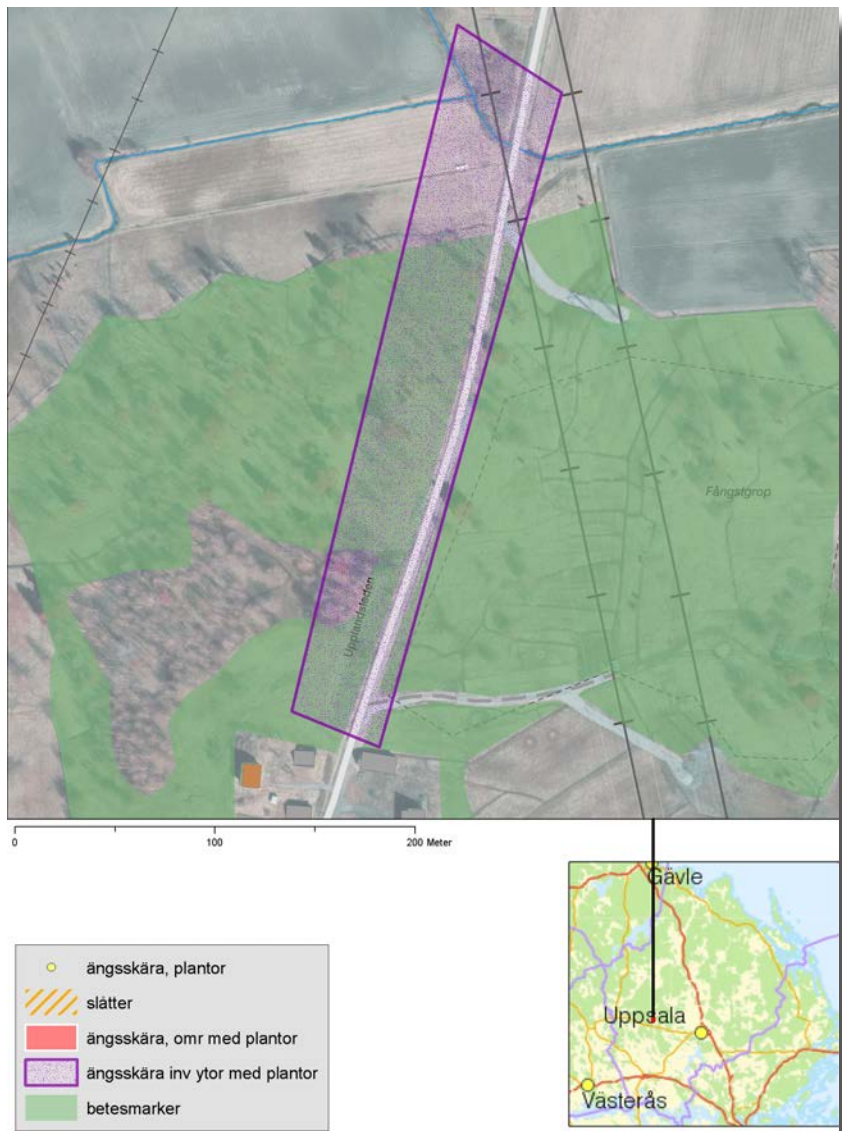 Fångstgrop
Upplandsleden
0 100 200 Meter
Gävle
Uppsala
Västerås
ängsskära, plantor
slåtter
ängsskära, omr med plantor
ängsskära inv ytor med plantor
betesmarker